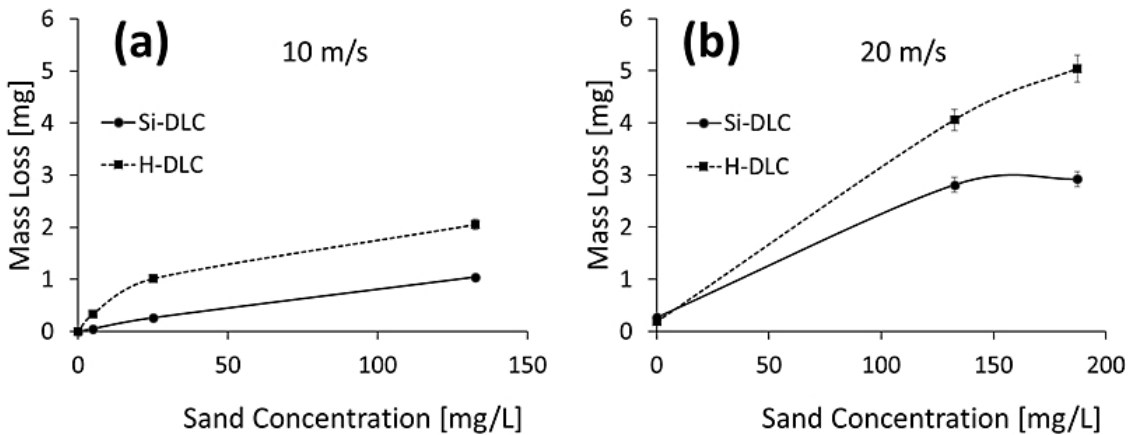 (a)
10 m/s
Mass Loss [mg]
6
5
4
3
2
1
0
Si-DLC
H-DLC
0 50 100 150
Sand Concentration [mg/L]
(b)
20 m/s
Mass Loss [mg]
6
5
4
3
2
1
0
Si-DLC
H-DLC
0 50 100 150 200
Sand Concentration [mg/L]